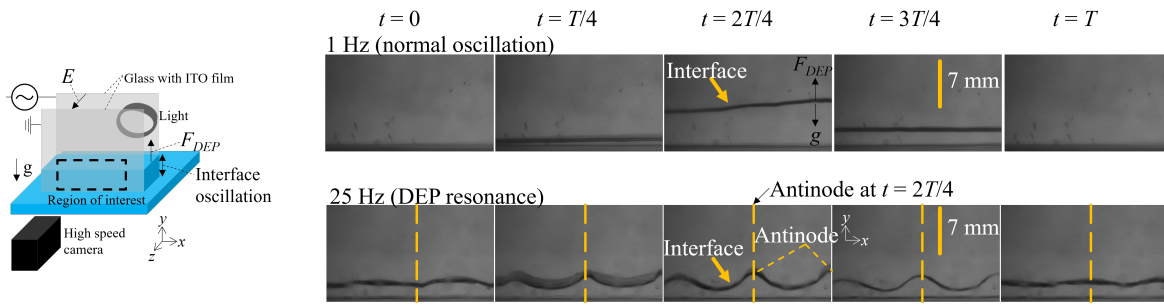 t = 0
t = T/4
t = 2T/4
t = 3T/4
t = T
1 Hz (normal oscillation)
Interface
F_DEP
g
7 mm
25 Hz (DEP resonance)
Antinode at t = 2T/4
Interface
Antinode
y
x
7 mm
E
Glass with ITO film
Light
F_DEP
g
Interface
oscillation
Region of interest
High speed
camera
y
x
z